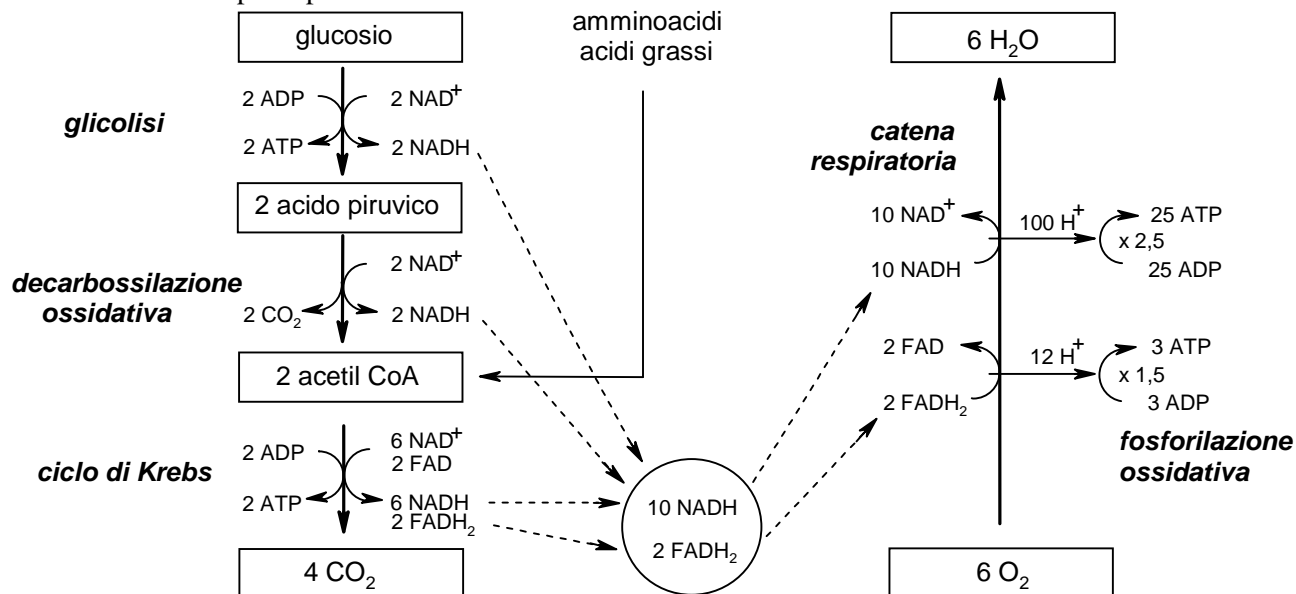 glucosio
2 ADP
2 NAD⁺
glicolisi
2 ATP
2 NADH
2 acido piruvico
2 NAD⁺
decarbossilazione
ossidativa
2 CO₂
2 NADH
2 acetil CoA
2 ADP
6 NAD⁺
2 FAD
ciclo di Krebs
2 ATP
6 NADH
2 FADH₂
4 CO₂
amminoacidi
acidi grassi
10 NADH
2 FADH₂
6 H₂O
catena
respiratoria
10 NAD⁺
100 H⁺
25 ATP
x 2,5
10 NADH
25 ADP
2 FAD
12 H⁺
3 ATP
x 1,5
2 FADH₂
3 ADP
fosforilazione
ossidativa
6 O₂